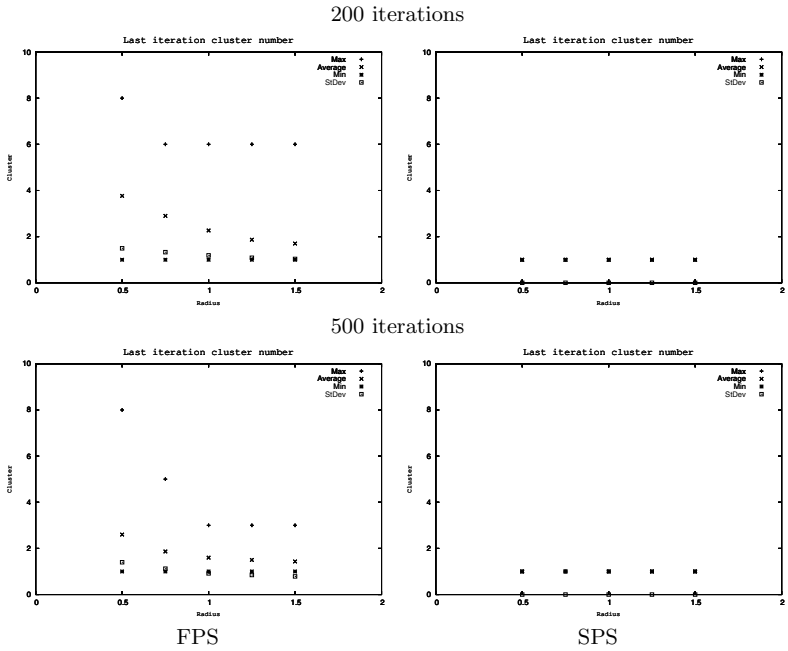 200 iterations
Last iteration cluster number
Max
Average
Min
StDev
10
8
6
4
2
0
Cluster
0
0.5
1
1.5
2
Radius
Last iteration cluster number
Max
Average
Min
StDev
10
8
6
4
2
0
Cluster
0
0.5
1
1.5
2
Radius
500 iterations
Last iteration cluster number
Max
Average
Min
StDev
10
8
6
4
2
0
Cluster
0
0.5
1
1.5
2
Radius
Last iteration cluster number
Max
Average
Min
StDev
10
8
6
4
2
0
Cluster
0
0.5
1
1.5
2
Radius
FPS
SPS